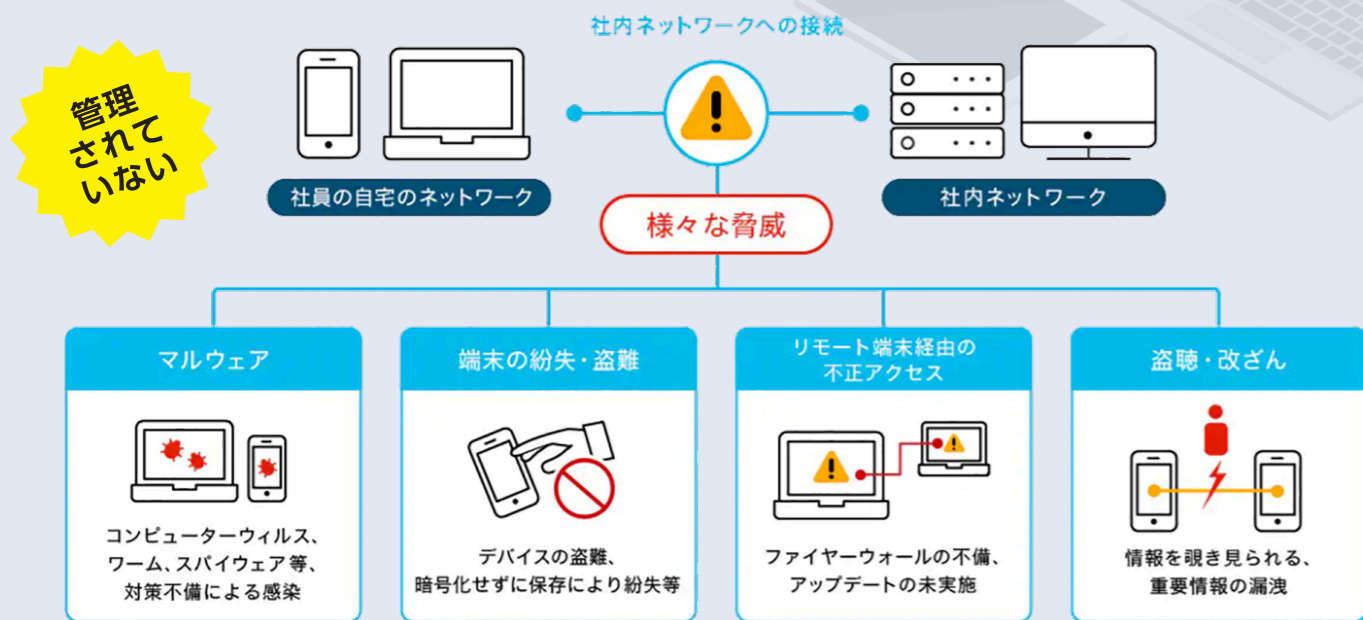 社内ネットワークへの接続
管理
されて
いない
社員の自宅のネットワーク
社内ネットワーク
様々な脅威
マルウェア
コンピューターウィルス、
ワーム、スパイウェア等、
対策不備による感染
端末の紛失・盗難
デバイスの盗難、
暗号化せずに保存により紛失等
リモート端末経由の
不正アクセス
ファイヤーウォールの不備、
アップデートの未実施
盗聴・改ざん
情報を覗き見られる、
重要情報の漏洩